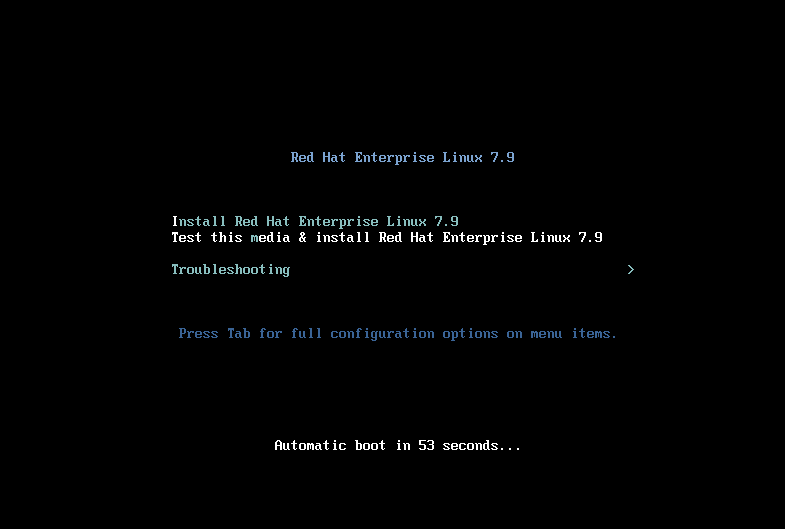 Red Hat Enterprise Linux 7.9
Install Red Hat Enterprise Linux 7.9
Test this media & install Red Hat Enterprise Linux 7.9
Troubleshooting >
Press Tab for full configuration options on menu items.
Automatic boot in 53 seconds...